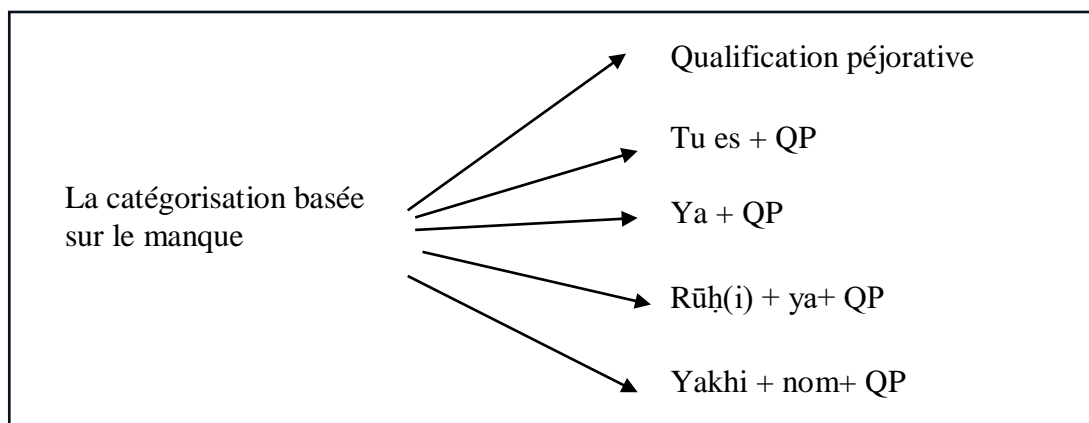 Qualification péjorative
Tu es + QP
La catégorisation basée
sur le manque
Ya + QP
Rūḥ(i) + ya+ QP
Yakhi + nom+ QP